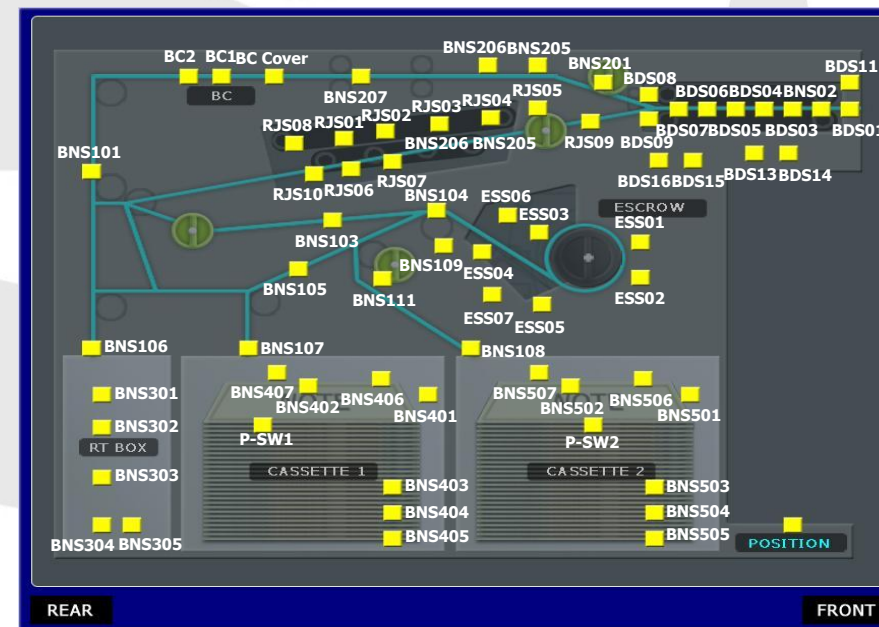 BNS206 BNS205
BC2 BC1 BC Cover
BNS201
BDS11
BDS08
BDS06 BDS04 BNS02
BC
BNS207
RJS05
RJS04
RJS03
RJS02
RJS01
RJS08
BDS07 BDS05 BDS03 BDS01
RJS09 BDS09
BNS206 BNS205
BNS101
RJS10 RJS06 RJS07
BDS16 BDS15 BDS13 BDS14
BNS104 ESS06
ESCROW
ESS03
ESS01
BNS103
BNS109 ESS04
BNS105
BNS111
ESS02
ESS07
ESS05
BNS106 BNS107 BNS108
BNS301
BNS407
BNS402
BNS406
BNS401
BNS507
BNS502
BNS506
BNS501
NOTE NOTE
BNS302
P-SW1 P-SW2
RT BOX
CASSETTE 1 CASSETTE 2
BNS303
BNS403 BNS503
BNS404 BNS504
BNS405 BNS505
BNS304 BNS305
POSITION
REAR FRONT